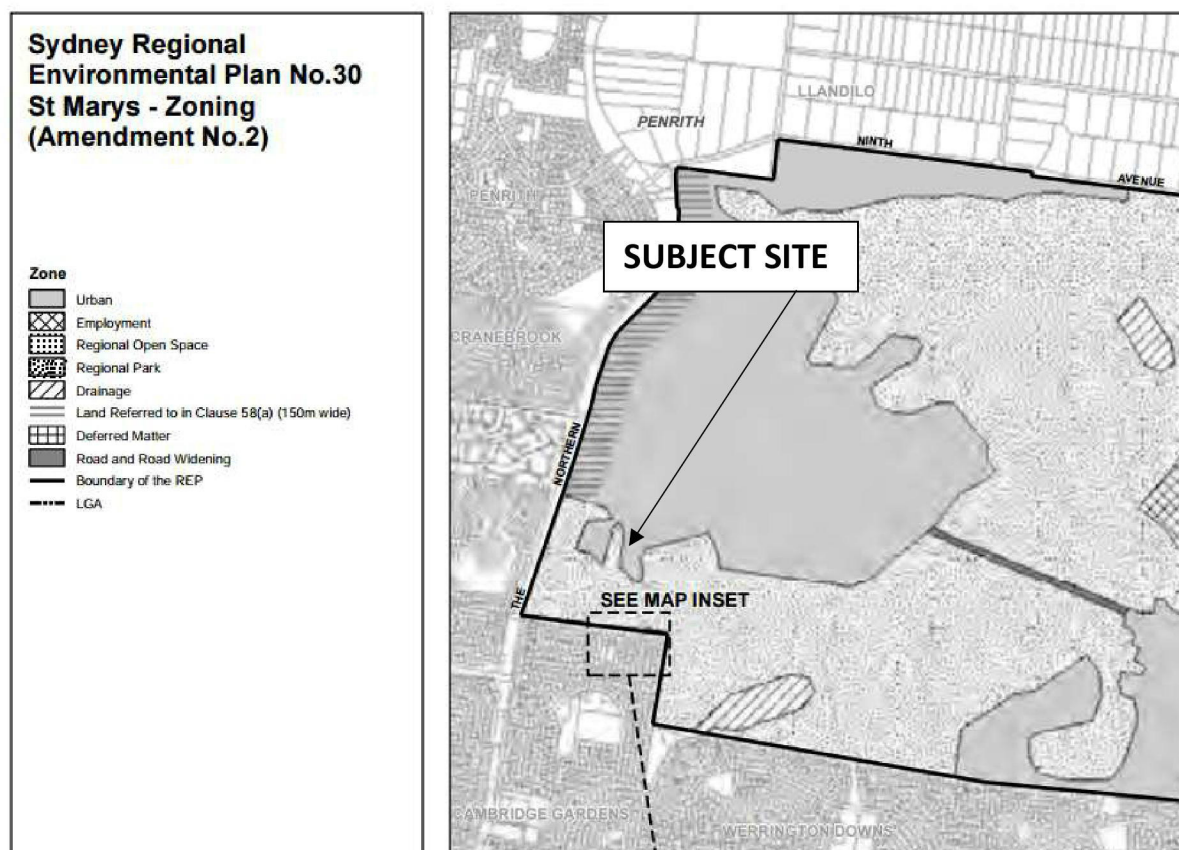 Sydney Regional
Environmental Plan No.30
St Marys - Zoning
(Amendment No.2)
Zone
Urban
Employment
Regional Open Space
Regional Park
Drainage
Land Referred to in Clause 58(a) (150m wide)
Deferred Matter
Road and Road Widening
Boundary of the REP
LGA
LLANDILO
PENRITH
NINTH
AVENUE
PENRITH
SUBJECT SITE
CRANEBROOK
NORTHERN
THE
SEE MAP INSET
CAMBRIDGE GARDENS
WERRINGTON DOWNS